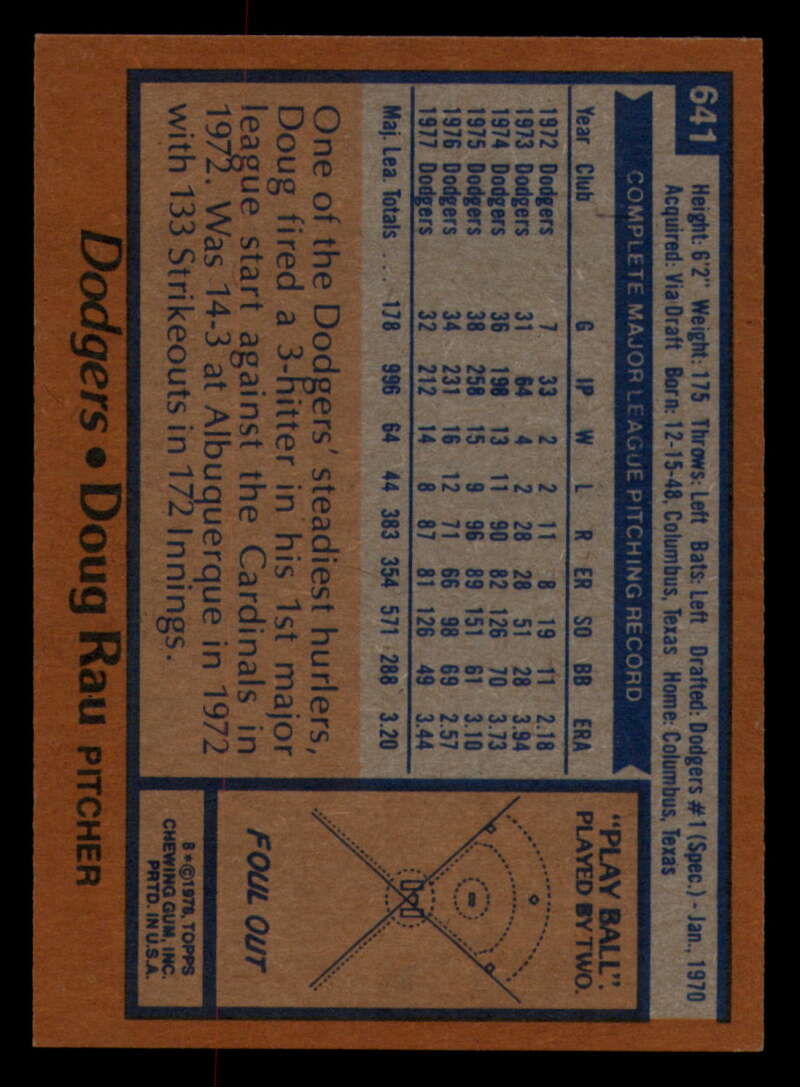 641
Height: 6'2" Weight: 175 Throws: Left Bats: Left Drafted: Dodgers #1 (Spec.) - Jan., 1970
Acquired: Via Draft Born: 12-15-48, Columbus, Texas Home: Columbus, Texas
COMPLETE MAJOR LEAGUE PITCHING RECORD
Year Club G IP W L R ER SO BB ERA
1972 Dodgers 7 33 2 2 11 8 19 11 2.18
1973 Dodgers 31 64 4 2 28 28 51 28 3.94
1974 Dodgers 36 198 13 11 90 82 126 70 3.73
1975 Dodgers 38 258 15 9 96 89 151 61 3.10
1976 Dodgers 34 231 16 12 71 66 98 69 2.57
1977 Dodgers 32 212 14 8 87 81 126 49 3.44
Maj. Lea. Totals .... 178 996 64 44 383 354 571 288 3.20
One of the Dodgers' steadiest hurlers,
Doug fired a 3-hitter in his 1st major
league start against the Cardinals in
1972. Was 14-3 at Albuquerque in 1972
with 133 Strikeouts in 172 Innings.
"PLAY BALL".
PLAYED BY TWO.
FOUL OUT
8*©1978, TOPPS
CHEWING GUM, INC.
PRTD. IN U.S.A.
Dodgers • Doug Rau PITCHER